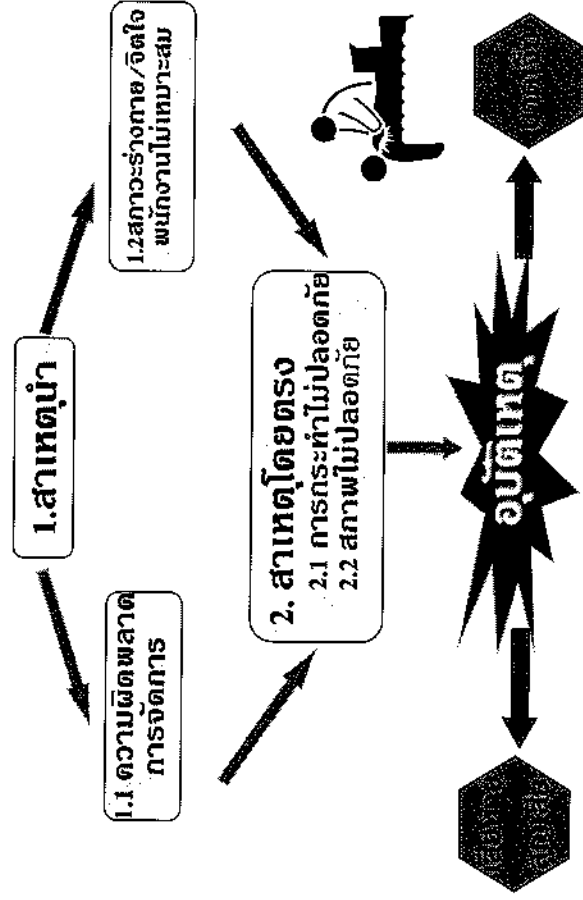 1.สาเหตุนำ
1.1 ความผิดพลาด
การจัดการ
1.2สภาวะร่างกาย/จิตใจ
พนักงานไม่เหมาะสม
2. สาเหตุโดยตรง
2.1 การกระทำไม่ปลอดภัย
2.2 สภาพไม่ปลอดภัย
อุบัติเหตุ